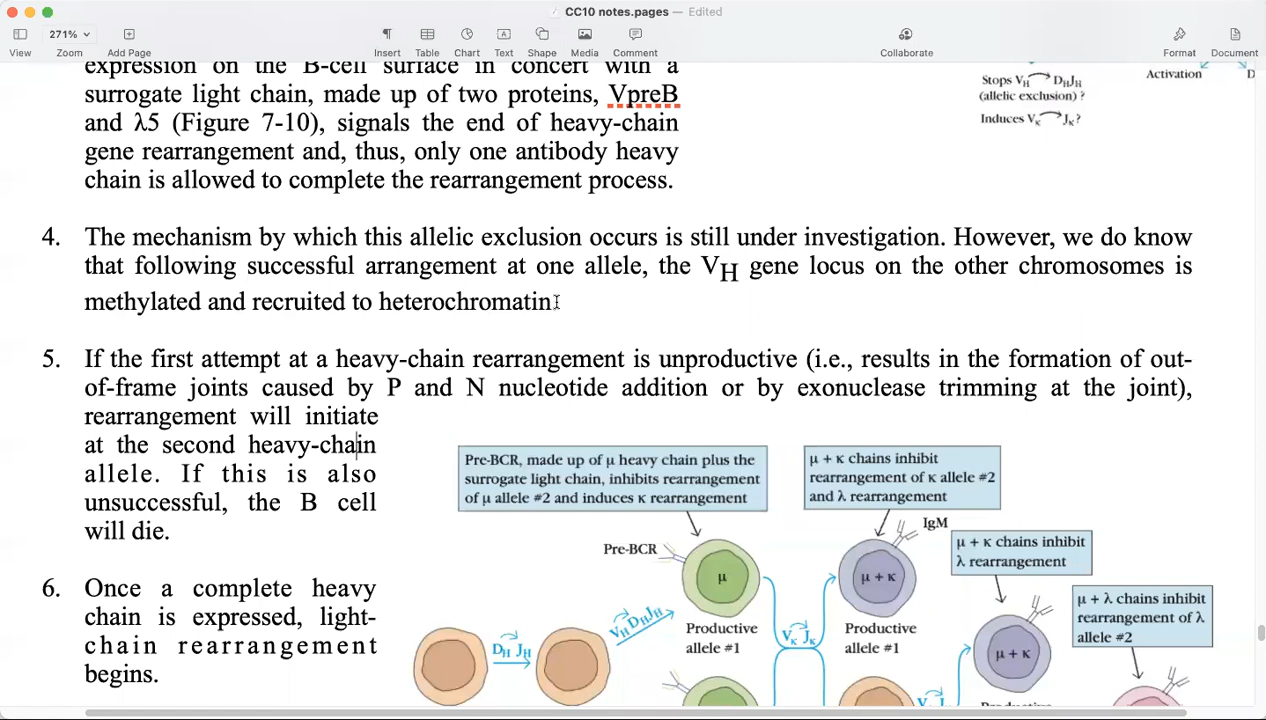 CC10 notes.pages — Edited
271%
View
Zoom
Add Page
Insert
Table
Chart
Text
Shape
Media
Comment
Collaborate
Format
Document
expression on the B-cell surface in concert with a
surrogate light chain, made up of two proteins, VpreB
and λ5 (Figure 7-10), signals the end of heavy-chain
gene rearrangement and, thus, only one antibody heavy
chain is allowed to complete the rearrangement process.
Stops VH DHJH
(allelic exclusion) ?
Induces Vκ Jκ?
Activation
D
4. The mechanism by which this allelic exclusion occurs is still under investigation. However, we do know
that following successful arrangement at one allele, the VH gene locus on the other chromosomes is
methylated and recruited to heterochromatin.
5. If the first attempt at a heavy-chain rearrangement is unproductive (i.e., results in the formation of out-
of-frame joints caused by P and N nucleotide addition or by exonuclease trimming at the joint),
rearrangement will initiate
at the second heavy-chain
allele. If this is also
unsuccessful, the B cell
will die.
6. Once a complete heavy
chain is expressed, light-
chain rearrangement
begins.
Pre-BCR, made up of μ heavy chain plus the
surrogate light chain, inhibits rearrangement
of μ allele #2 and induces κ rearrangement
μ + κ chains inhibit
rearrangement of κ allele #2
and λ rearrangement
IgM
μ + κ chains inhibit
λ rearrangement
μ + λ chains inhibit
rearrangement of λ
allele #2
Pre-BCR
μ
μ + κ
VH DHJH
Productive
allele #1
Vκ Jκ
Productive
allele #1
μ + κ
DH JH